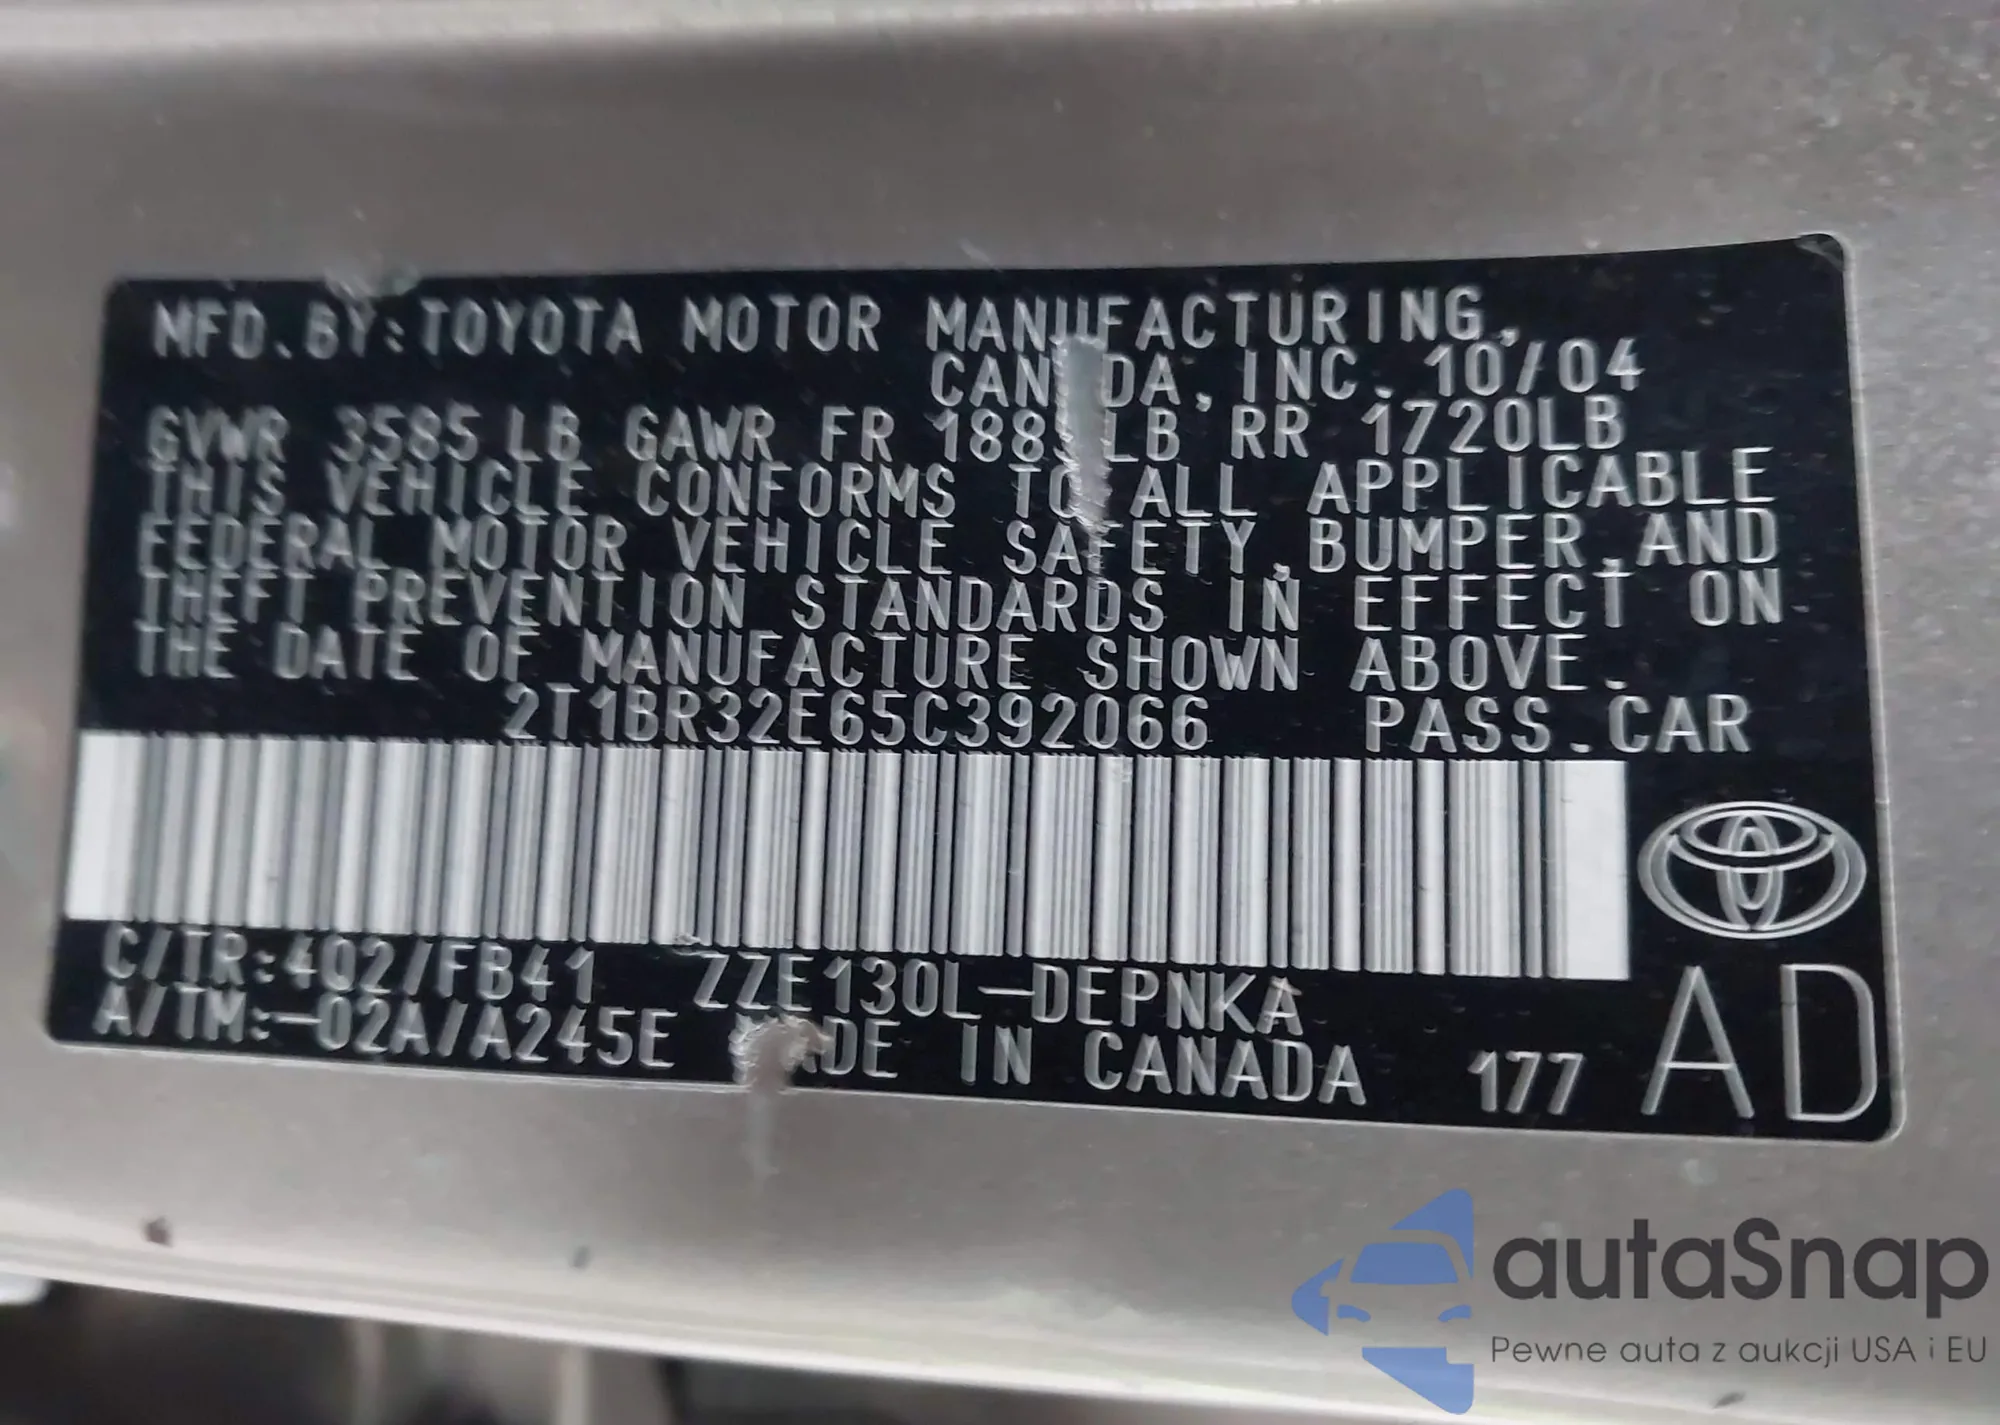 MFD. BY: TOYOTA MOTOR MANUFACTURING,
CANADA, INC. 10/04
GVWR 3585 LB GAWR FR RR 1720LB
THIS VEHICLE CONFORMS TO ALL APPLICABLE
FEDERAL MOTOR VEHICLE SAFETY, BUMPER, AND
THEFT PREVENTION STANDARDS IN EFFECT ON
THE DATE OF MANUFACTURE SHOWN ABOVE.
2T1BR32E65C392066 PASS. CAR
C/TR:4Q2/FB41 ZZE130L-DEPNKA
A/TM:-02A/A245E MADE IN CANADA 177 AD
autaSnap
Pewne auta z aukcji USA i EU